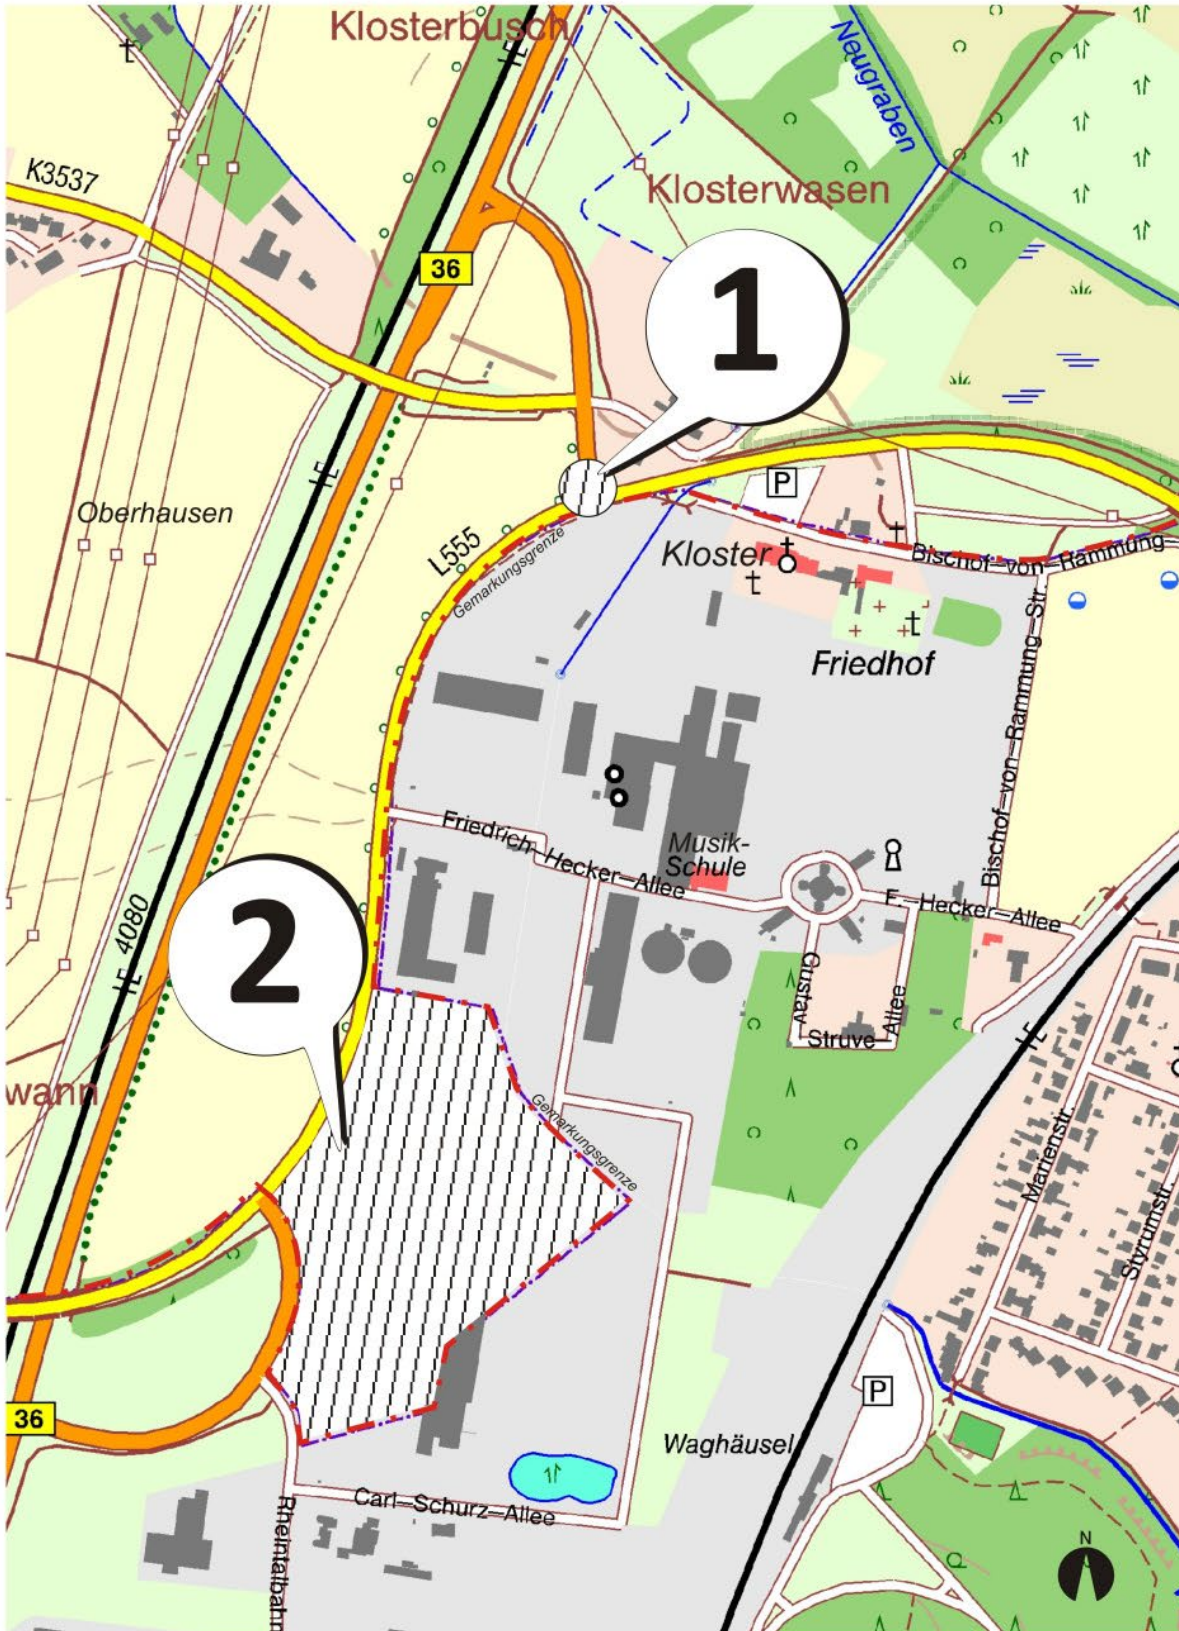 Klosterbusch
Neugraben
K3537
Klosterwasen
36
1
Oberhausen
P
L555
Gemarkungsgrenze
Kloster
Bischof-von-Rammung-
Friedhof
Bischof-von-Rammung-Str.
Friedrich-Hecker-Allee
Musik-
Schule
F.-Hecker-Allee
2
4080
Gustav
Struve-Allee
wann
Gemarkungsgrenze
Marienstr.
Styrumstr.
36
P
Waghäusel
Carl-Schurz-Allee
Rheintalbahn
N